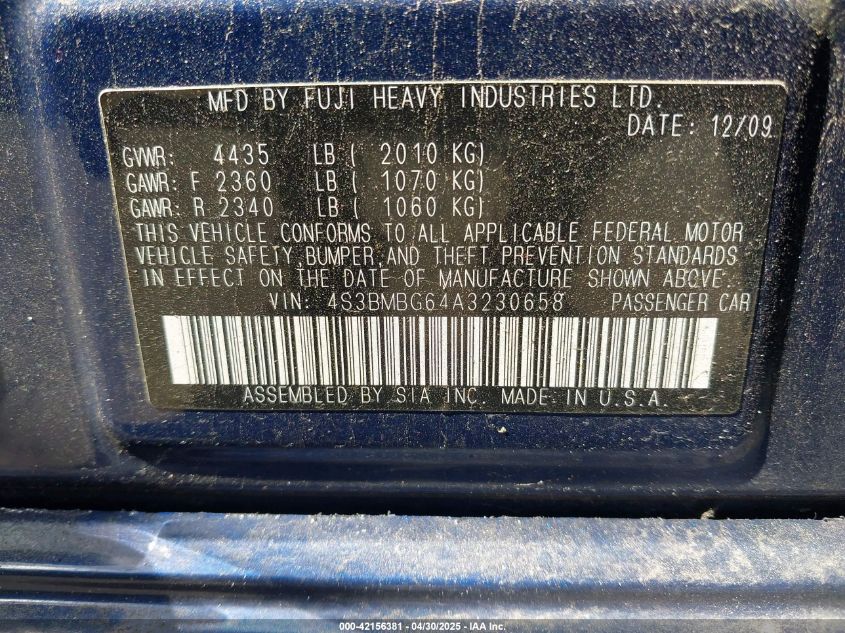 MFD BY FUJI HEAVY INDUSTRIES LTD.
DATE: 12/09
GVWR: 4435 LB ( 2010 KG)
GAWR: F 2360 LB ( 1070 KG)
GAWR: R 2340 LB ( 1060 KG)
THIS VEHICLE CONFORMS TO ALL APPLICABLE FEDERAL MOTOR
VEHICLE SAFETY, BUMPER, AND THEFT PREVENTION STANDARDS
IN EFFECT ON THE DATE OF MANUFACTURE SHOWN ABOVE.
VIN: 4S3BMBG64A3230658 PASSENGER CAR
ASSEMBLED BY SIA INC. MADE IN U.S.A.
000-42156381 - 04/30/2025 - IAA Inc.